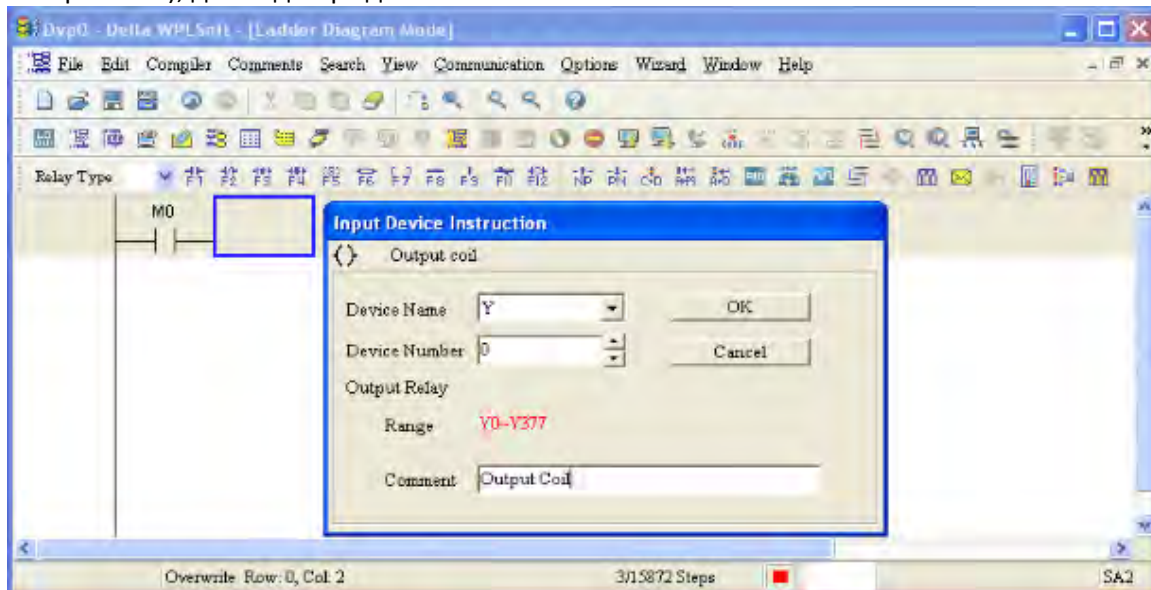 Dvp0 - Delta WPLSoft - [Ladder Diagram Mode]
File Edit Compiler Comments Search View Communication Options Wizard Window Help
Relay Type
M0
Input Device Instruction
Output coil
Device Name Y OK
Device Number 0 Cancel
Output Relay
Range Y0~Y377
Comment Output Coil
Overwrite Row: 0, Col: 2 3/15872 Steps SA2